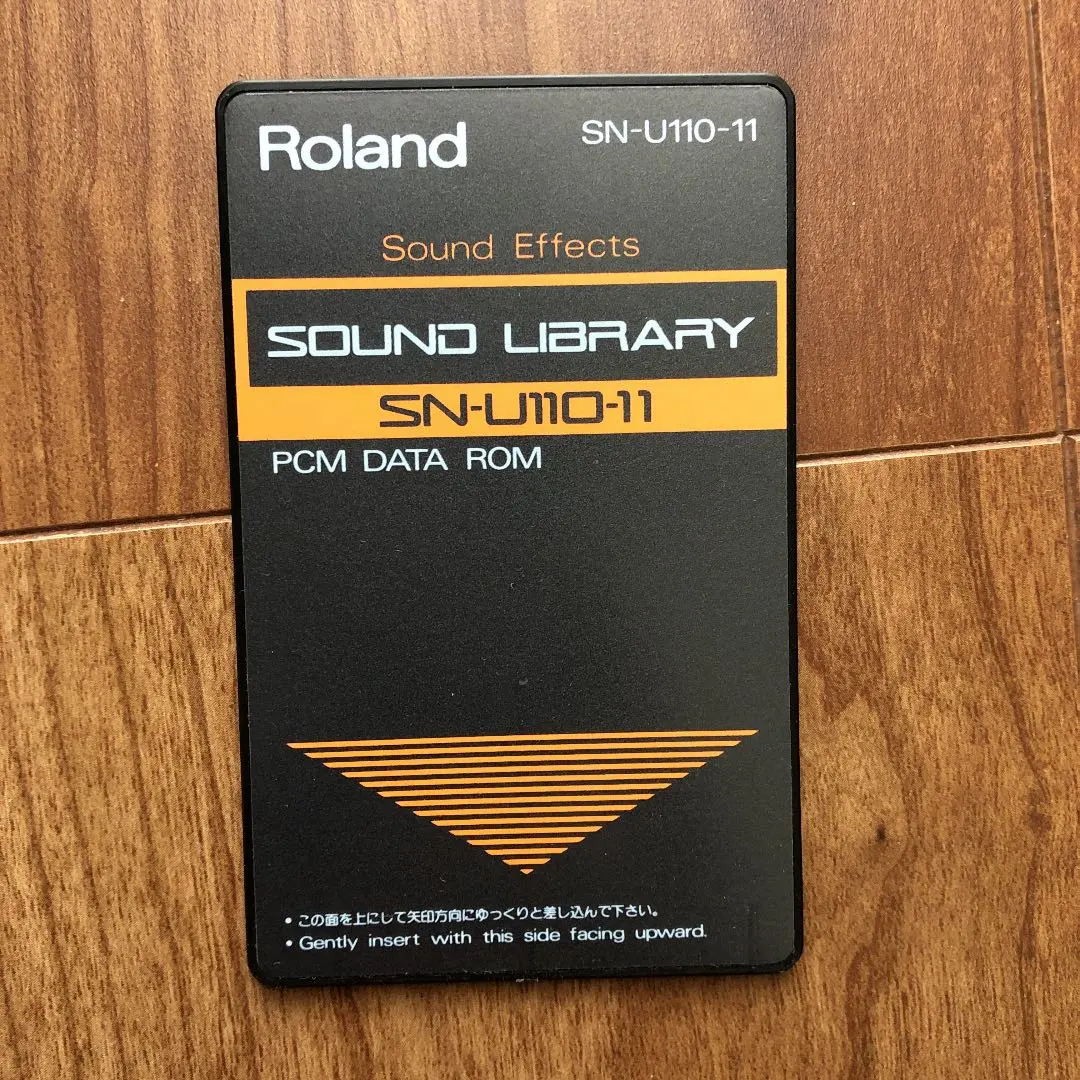 Roland SN-U110-11
Sound Effects
SOUND LIBRARY
SN-U110-11
PCM DATA ROM
• この面を上にして矢印方向にゆっくりと差し込んで下さい。
• Gently insert with this side facing upward.